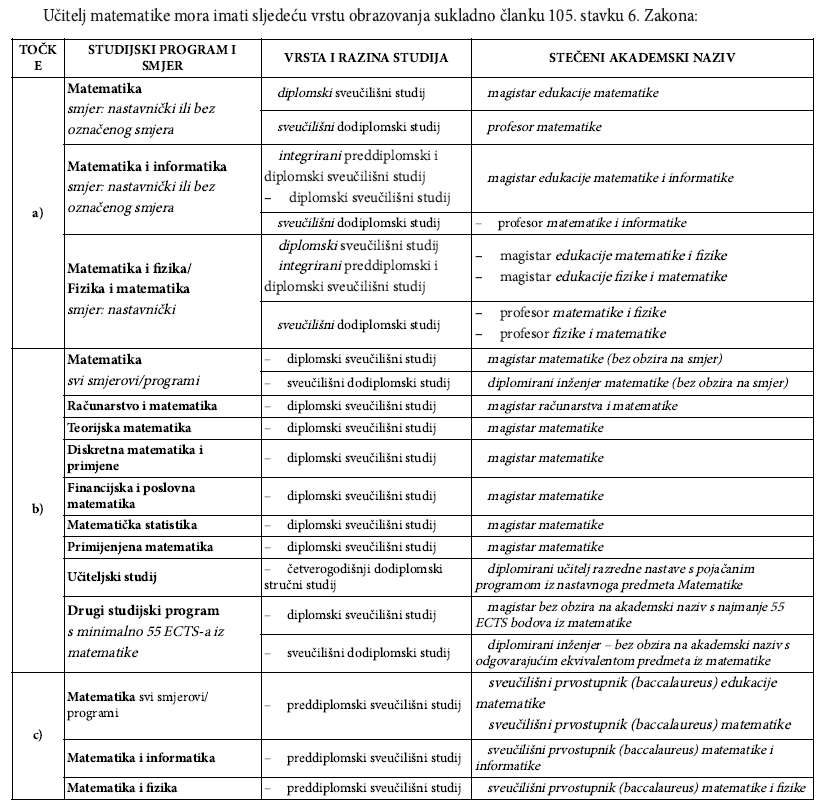 Učitelj matematike mora imati sljedeću vrstu obrazovanja sukladno članku 105. stavku 6. Zakona:
TOČK
E
STUDIJSKI PROGRAM I
SMJER
VRSTA I RAZINA STUDIJA
STEČENI AKADEMSKI NAZIV
a)
Matematika
smjer: nastavnički ili bez
označenog smjera
diplomski sveučilišni studij
magistar edukacije matematike
sveučilišni dodiplomski studij
profesor matematike
Matematika i informatika
smjer: nastavnički ili bez
označenog smjera
integrirani preddiplomski i
diplomski sveučilišni studij
– diplomski sveučilišni studij
magistar edukacije matematike i informatike
sveučilišni dodiplomski studij
– profesor matematike i informatike
Matematika i fizika/
Fizika i matematika
smjer: nastavnički
diplomski sveučilišni studij
integrirani preddiplomski i
diplomski sveučilišni studij
– magistar edukacije matematike i fizike
– magistar edukacije fizike i matematike
sveučilišni dodiplomski studij
– profesor matematike i fizike
– profesor fizike i matematike
b)
Matematika
svi smjerovi/programi
– diplomski sveučilišni studij
magistar matematike (bez obzira na smjer)
– sveučilišni dodiplomski studij
diplomirani inženjer matematike (bez obzira na smjer)
Računarstvo i matematika
– diplomski sveučilišni studij
magistar računarstva i matematike
Teorijska matematika
– diplomski sveučilišni studij
magistar matematike
Diskretna matematika i
primjene
– diplomski sveučilišni studij
magistar matematike
Financijska i poslovna
matematika
– diplomski sveučilišni studij
magistar matematike
Matematička statistika
– diplomski sveučilišni studij
magistar matematike
Primijenjena matematika
– diplomski sveučilišni studij
magistar matematike
Učiteljski studij
– četverogodišnji dodiplomski
stručni studij
diplomirani učitelj razredne nastave s pojačanim
programom iz nastavnoga predmeta Matematike
Drugi studijski program
s minimalno 55 ECTS-a iz
matematike
– diplomski sveučilišni studij
magistar bez obzira na akademski naziv s najmanje 55
ECTS bodova iz matematike
– sveučilišni dodiplomski studij
diplomirani inženjer – bez obzira na akademski naziv s
odgovarajućim ekvivalentom predmeta iz matematike
c)
Matematika svi smjerovi/
programi
– preddiplomski sveučilišni studij
sveučilišni prvostupnik (baccalaureus) edukacije
matematike
sveučilišni prvostupnik (baccalaureus) matematike
Matematika i informatika
– preddiplomski sveučilišni studij
sveučilišni prvostupnik (baccalaureus) matematike i
informatike
Matematika i fizika
– preddiplomski sveučilišni studij
sveučilišni prvostupnik (baccalaureus) matematike i fizike